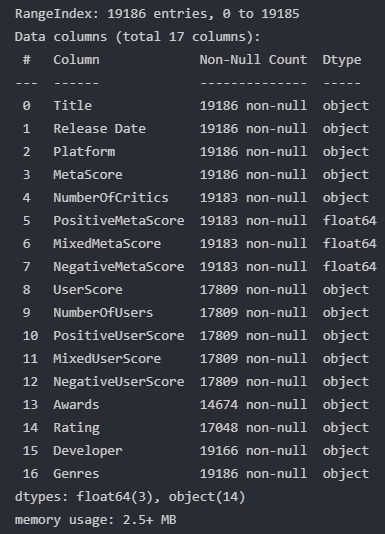 RangeIndex: 19186 entries, 0 to 19185
Data columns (total 17 columns):
 #   Column            Non-Null Count  Dtype
---  ------            --------------  -----
 0   Title             19186 non-null  object
 1   Release Date      19186 non-null  object
 2   Platform          19186 non-null  object
 3   MetaScore         19186 non-null  object
 4   NumberOfCritics   19183 non-null  object
 5   PositiveMetaScore 19183 non-null  float64
 6   MixedMetaScore    19183 non-null  float64
 7   NegativeMetaScore 19183 non-null  float64
 8   UserScore         17809 non-null  object
 9   NumberOfUsers     17809 non-null  object
 10  PositiveUserScore 17809 non-null  object
 11  MixedUserScore    17809 non-null  object
 12  NegativeUserScore 17809 non-null  object
 13  Awards            14674 non-null  object
 14  Rating            17048 non-null  object
 15  Developer         19166 non-null  object
 16  Genres            19186 non-null  object
dtypes: float64(3), object(14)
memory usage: 2.5+ MB